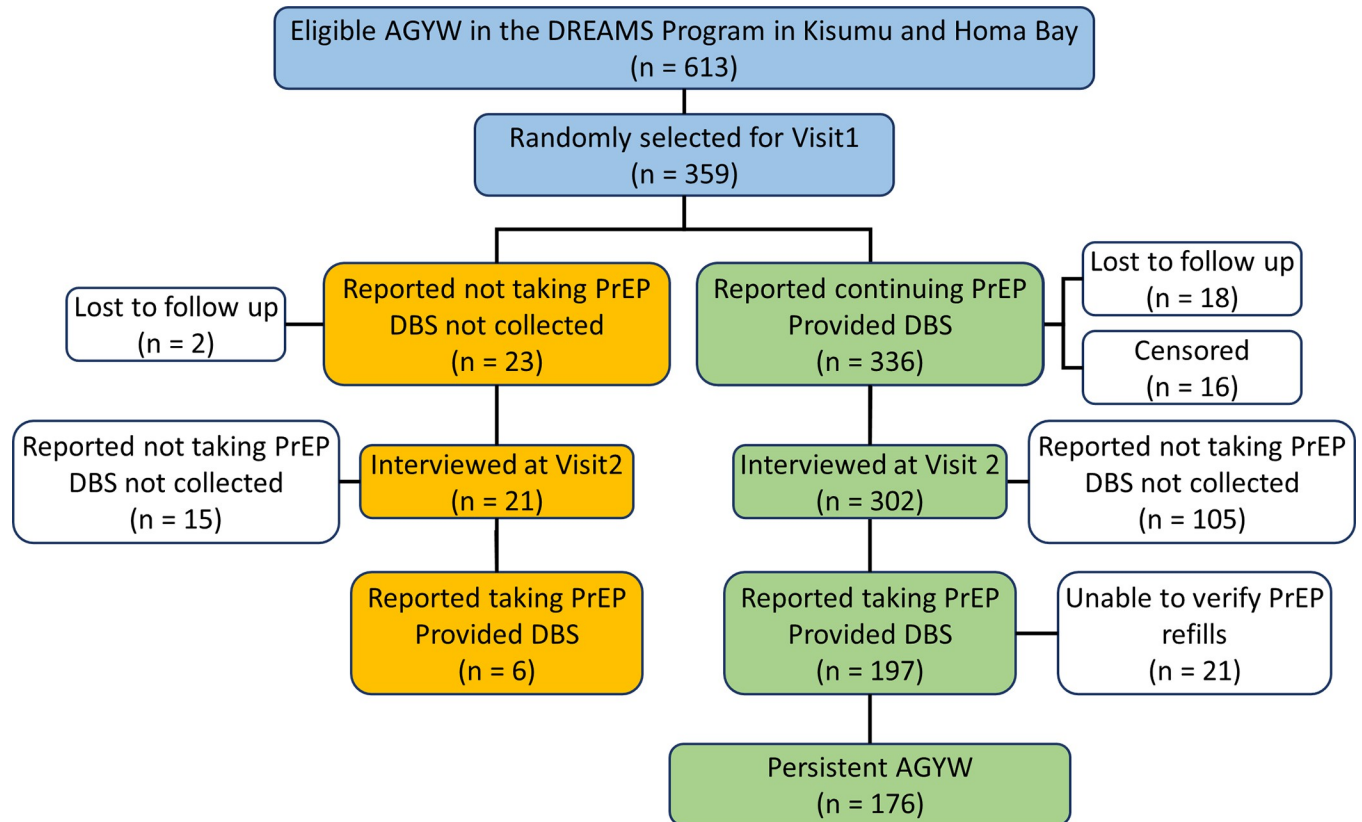 Eligible AGYW in the DREAMS Program in Kisumu and Homa Bay
(n = 613)
Randomly selected for Visit1
(n = 359)
Lost to follow up
(n = 2)
Reported not taking PrEP
DBS not collected
(n = 23)
Reported continuing PrEP
Provided DBS
(n = 336)
Lost to follow up
(n = 18)
Censored
(n = 16)
Reported not taking PrEP
DBS not collected
(n = 15)
Interviewed at Visit2
(n = 21)
Interviewed at Visit 2
(n = 302)
Reported not taking PrEP
DBS not collected
(n = 105)
Reported taking PrEP
Provided DBS
(n = 6)
Reported taking PrEP
Provided DBS
(n = 197)
Unable to verify PrEP
refills
(n = 21)
Persistent AGYW
(n = 176)